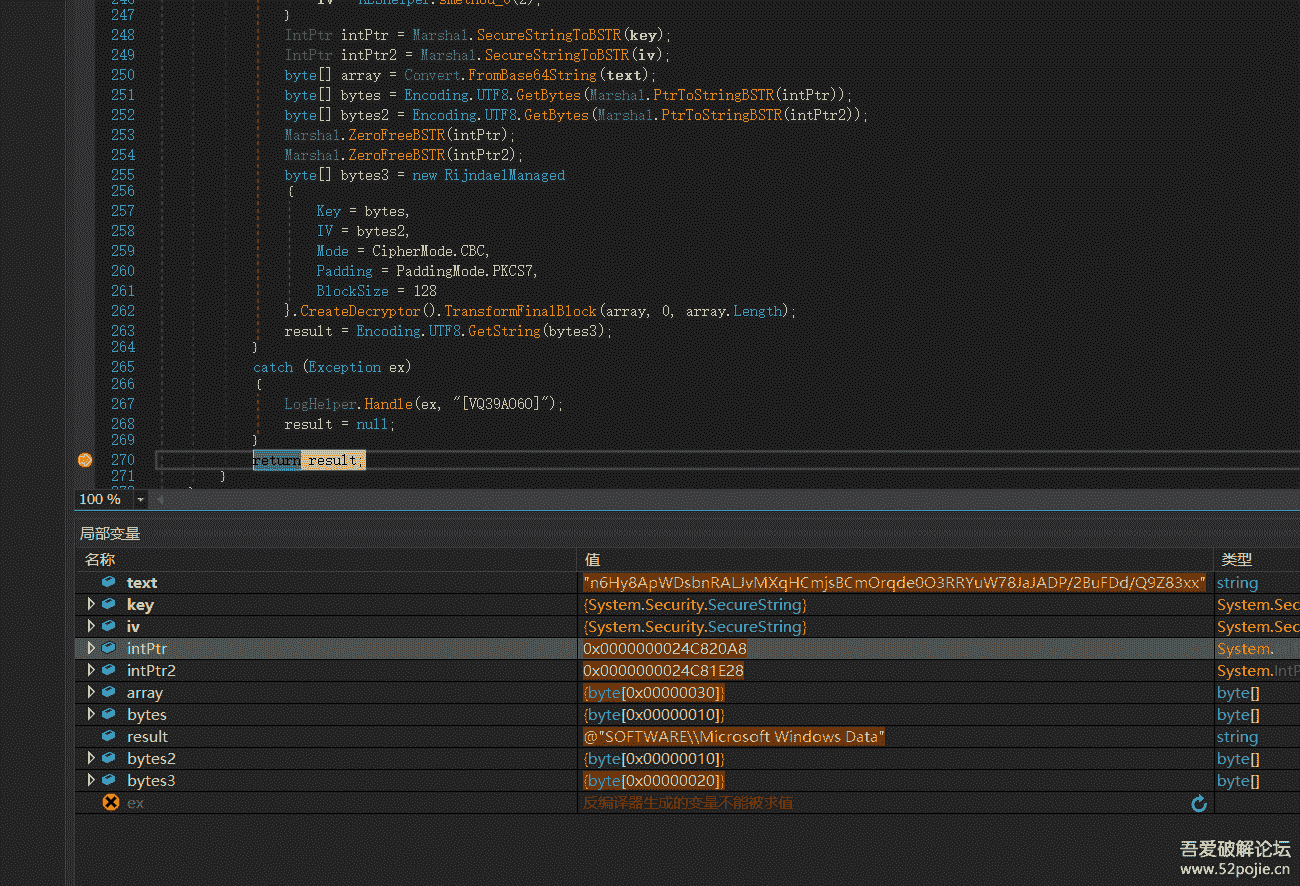 247 }
248 IntPtr intPtr = Marshal.SecureStringToBSTR(key);
249 IntPtr intPtr2 = Marshal.SecureStringToBSTR(iv);
250 byte[] array = Convert.FromBase64String(text);
251 byte[] bytes = Encoding.UTF8.GetBytes(Marshal.PtrToStringBSTR(intPtr));
252 byte[] bytes2 = Encoding.UTF8.GetBytes(Marshal.PtrToStringBSTR(intPtr2));
253 Marshal.ZeroFreeBSTR(intPtr);
254 Marshal.ZeroFreeBSTR(intPtr2);
255 byte[] bytes3 = new RijndaelManaged
256 {
257 Key = bytes,
258 IV = bytes2,
259 Mode = CipherMode.CBC,
260 Padding = PaddingMode.PKCS7,
261 BlockSize = 128
262 }.CreateDecryptor().TransformFinalBlock(array, 0, array.Length);
263 result = Encoding.UTF8.GetString(bytes3);
264 }
265 catch (Exception ex)
266 {
267 LogHelper.Handle(ex, "[VQ39AO6O]");
268 result = null;
269 }
270 return result;
271 }
100 %
局部变量
名称 值 类型
text "n6Hy8ApWDsbnRALJvMXqHCmjsBCmOrqde0O3RRYuW78JaJADP/2BuFDd/Q9Z83xx" string
key {System.Security.SecureString} System.Sec
iv {System.Security.SecureString} System.Sec
intPtr 0x0000000024C820A8 System.
intPtr2 0x0000000024C81E28 System.IntP
array {byte[0x00000030]} byte[]
bytes {byte[0x00000010]} byte[]
result @"SOFTWARE\\Microsoft Windows Data" string
bytes2 {byte[0x00000010]} byte[]
bytes3 {byte[0x00000020]} byte[]
ex 反编译器生成的变量不能被求值
吾爱破解论坛
www.52pojie.cn